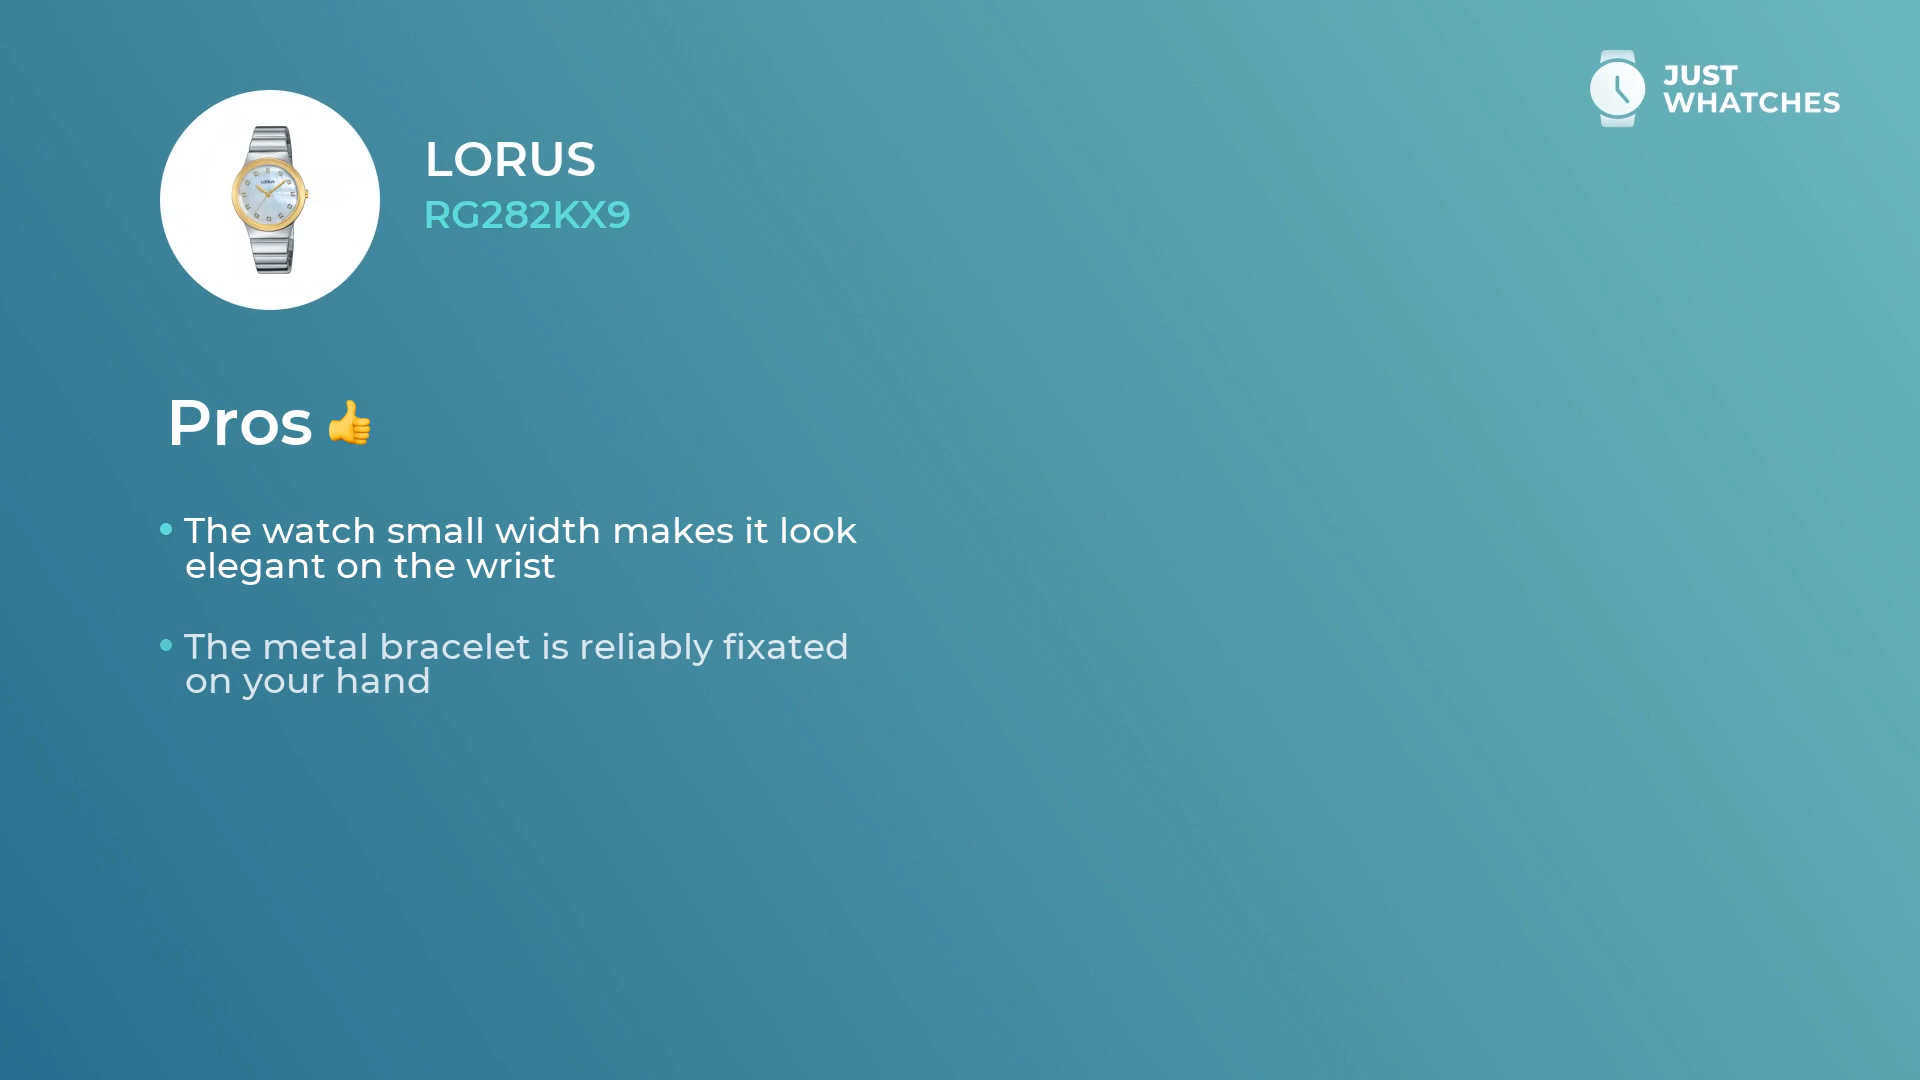 JUST
WHATCHES
LORUS
RG282KX9
Pros 👍
• The watch small width makes it look
elegant on the wrist
• The metal bracelet is reliably fixated
on your hand